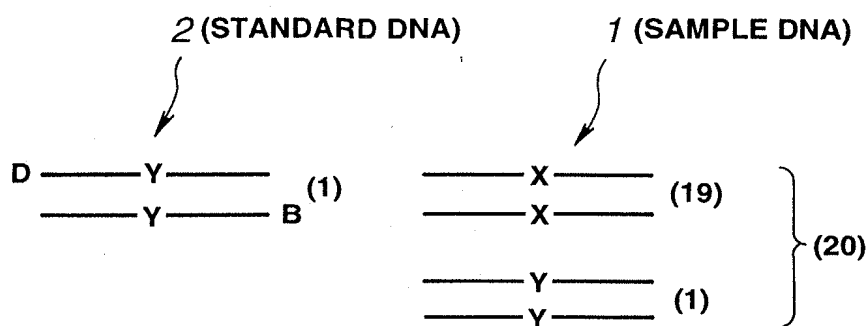 2 (STANDARD DNA) 1 (SAMPLE DNA)
D Y (1) X (19)
Y B X
(20)
Y (1)
Y